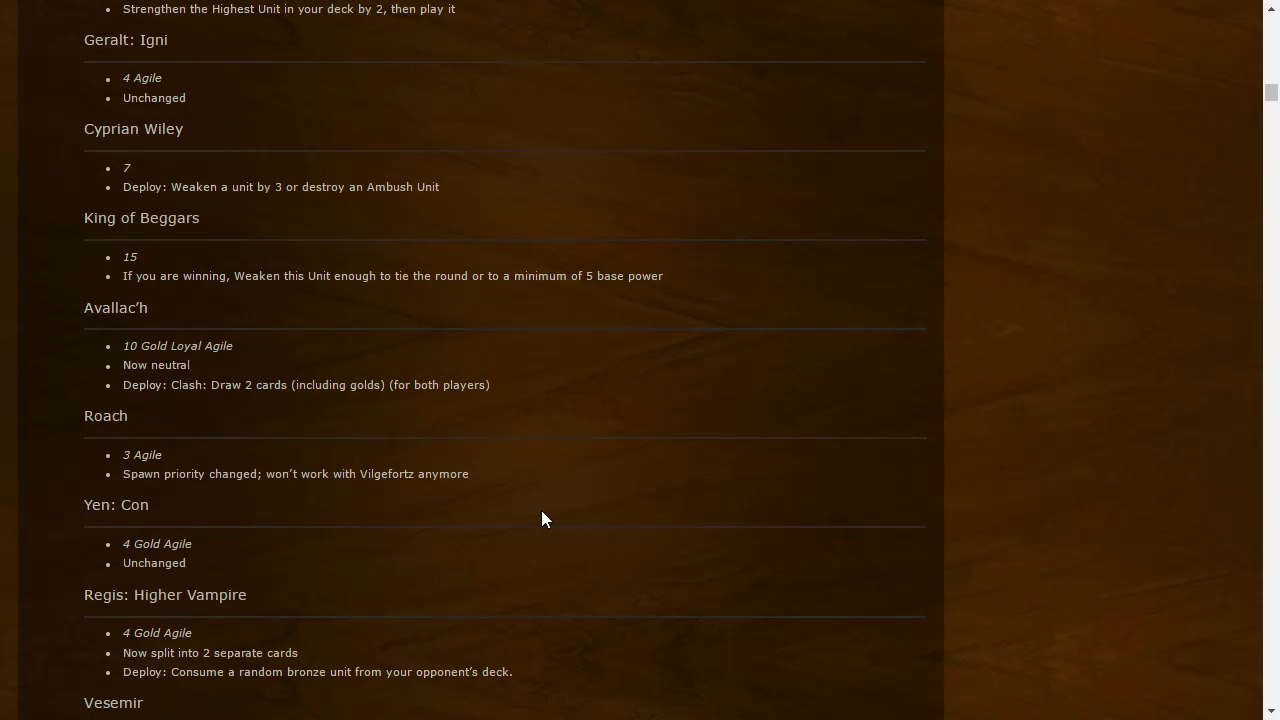 Strengthen the Highest Unit in your deck by 2, then play it
Geralt: Igni
4 Agile
Unchanged
Cyprian Wiley
7
Deploy: Weaken a unit by 3 or destroy an Ambush Unit
King of Beggars
15
If you are winning, Weaken this Unit enough to tie the round or to a minimum of 5 base power
Avallac’h
10 Gold Loyal Agile
Now neutral
Deploy: Clash: Draw 2 cards (including golds) (for both players)
Roach
3 Agile
Spawn priority changed; won’t work with Vilgefortz anymore
Yen: Con
4 Gold Agile
Unchanged
Regis: Higher Vampire
4 Gold Agile
Now split into 2 separate cards
Deploy: Consume a random bronze unit from your opponent’s deck.
Vesemir